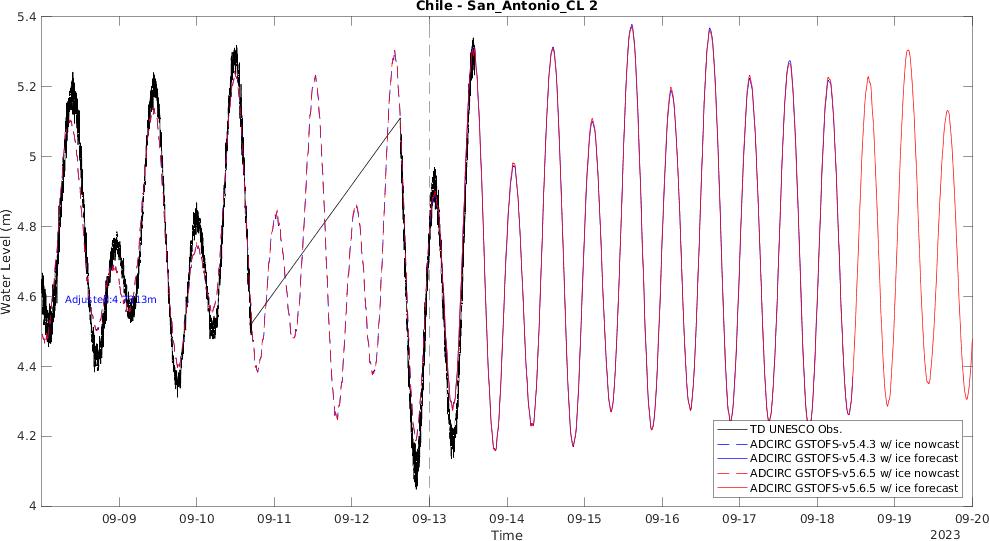 Chile - San_Antonio_CL 2
Water Level (m)
5.4
5.2
5
4.8
4.6
4.4
4.2
4
09-09
09-10
09-11
09-12
09-13
09-14
09-15
09-16
09-17
09-18
09-19
09-20
Time
2023
TD UNESCO Obs.
ADCIRC GSTOFS-v5.4.3 w/ ice nowcast
ADCIRC GSTOFS-v5.4.3 w/ ice forecast
ADCIRC GSTOFS-v5.6.5 w/ ice nowcast
ADCIRC GSTOFS-v5.6.5 w/ ice forecast